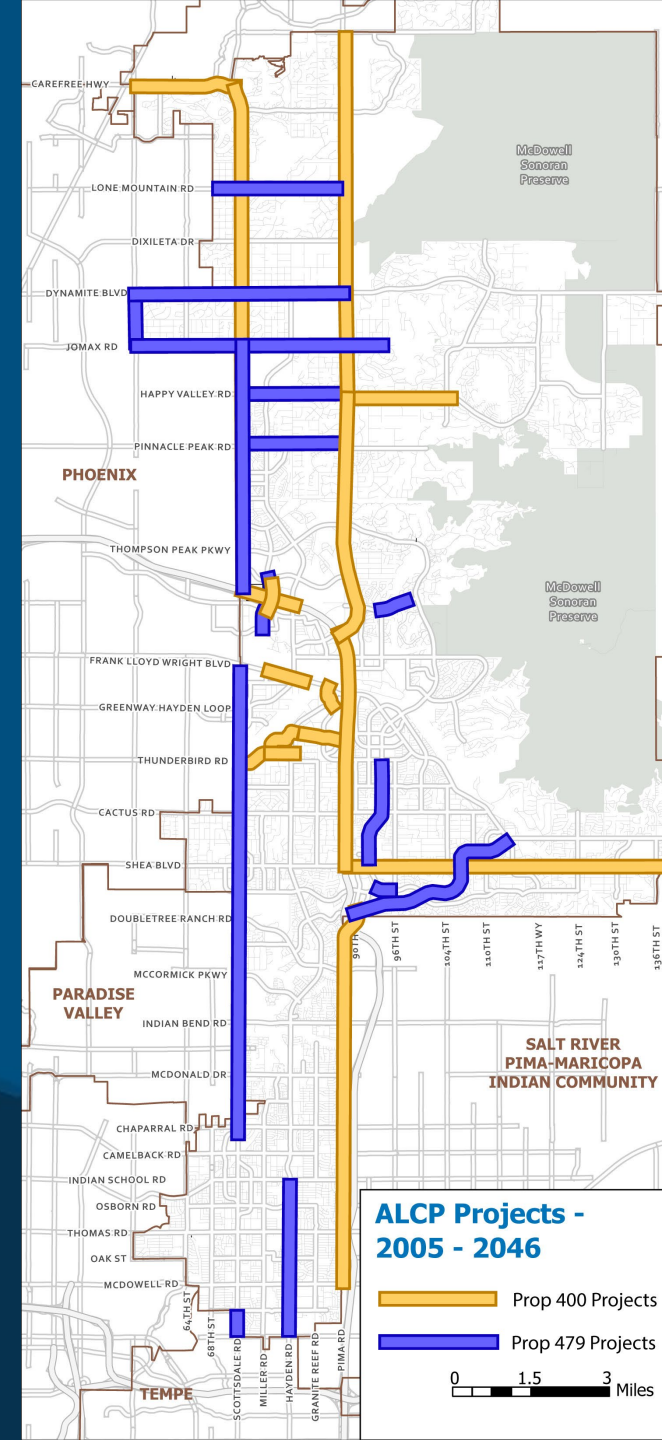 CAREFREE HWY
McDowell
Sonoran
Preserve
LONE MOUNTAIN RD
DIXILETA DR
DYNAMITE BLVD
JOMAX RD
HAPPY VALLEY RD
PINNACLE PEAK RD
PHOENIX
THOMPSON PEAK PKWY
McDowell
Sonoran
Preserve
FRANK LLOYD WRIGHT BLVD
GREENWAY HAYDEN LOOP
THUNDERBIRD RD
CACTUS RD
SHEA BLVD
DOUBLETREE RANCH RD
90TH
96TH ST
104TH ST
110TH ST
117TH WY
124TH ST
130TH ST
136TH ST
MCCORMICK PKWY
PARADISE
VALLEY
INDIAN BEND RD
SALT RIVER
PIMA-MARICOPA
INDIAN COMMUNITY
MCDONALD DR
CHAPARRAL RD
CAMELBACK RD
INDIAN SCHOOL RD
OSBORN RD
THOMAS RD
OAK ST
MCDOWELL RD
64TH ST
68TH ST
SCOTTSDALE RD
MILLER RD
HAYDEN RD
GRANITE REEF RD
PIMA RD
TEMPE
ALCP Projects -
2005 - 2046
Prop 400 Projects
Prop 479 Projects
0 1.5 3 Miles